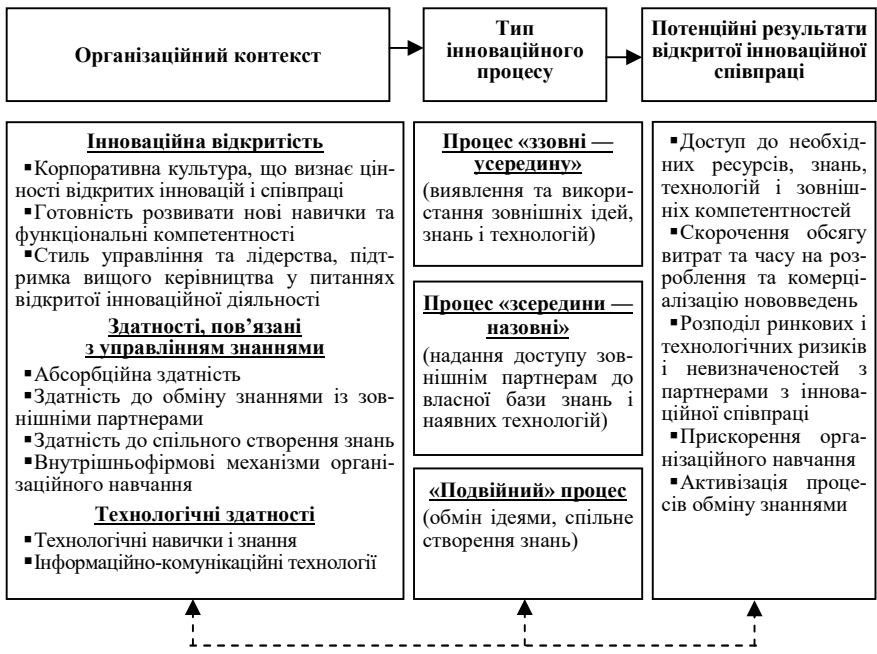 Організаційний контекст
Тип
інноваційного
процесу
Потенційні результати
відкритої інноваційної
співпраці
Інноваційна відкритість
▪Корпоративна культура, що визнає цін-
ності відкритих інновацій і співпраці
▪Готовність розвивати нові навички та
функціональні компетентності
▪Стиль управління та лідерства, підт-
римка вищого керівництва у питаннях
відкритої інноваційної діяльності
Здатності, пов’язані
з управлінням знаннями
▪Абсорбційна здатність
▪Здатність до обміну знаннями із зов-
нішніми партнерами
▪Здатність до спільного створення знань
▪Внутрішньофірмові механізми органі-
заційного навчання
Технологічні здатності
▪Технологічні навички і знання
▪Інформаційно-комунікаційні технології
Процес «ззовні —
усередину»
(виявлення та викори-
стання зовнішніх ідей,
знань і технологій)
Процес «зсередини —
назовні»
(надання доступу зов-
нішнім партнерам до
власної бази знань і
наявних технологій)
«Подвійний» процес
(обмін ідеями, спільне
створення знань)
▪Доступ до необхід-
них ресурсів, знань,
технологій і зовніш-
ніх компетентностей
▪Скорочення обсягу
витрат та часу на роз-
роблення та комерці-
алізацію нововведень
▪Розподіл ринкових і
технологічних ризиків
і невизначеностей з
партнерами з іннова-
ційної співпраці
▪Прискорення орга-
нізаційного навчання
▪Активізація проце-
сів обміну знаннями